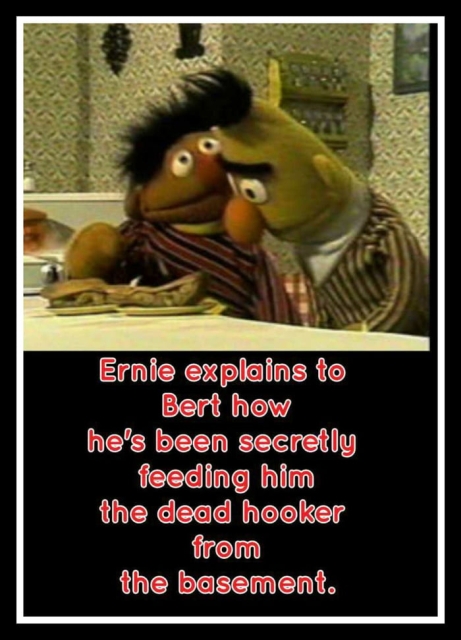 Ernie explains to
Bert how
he's been secretly
feeding him
the dead hooker
from
the basement.